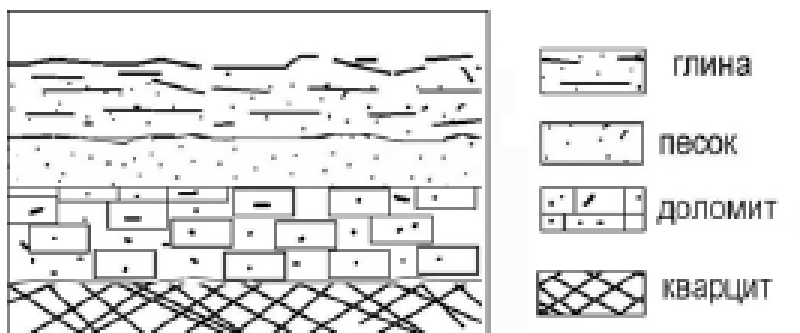 глина
песок
доломит
кварцит